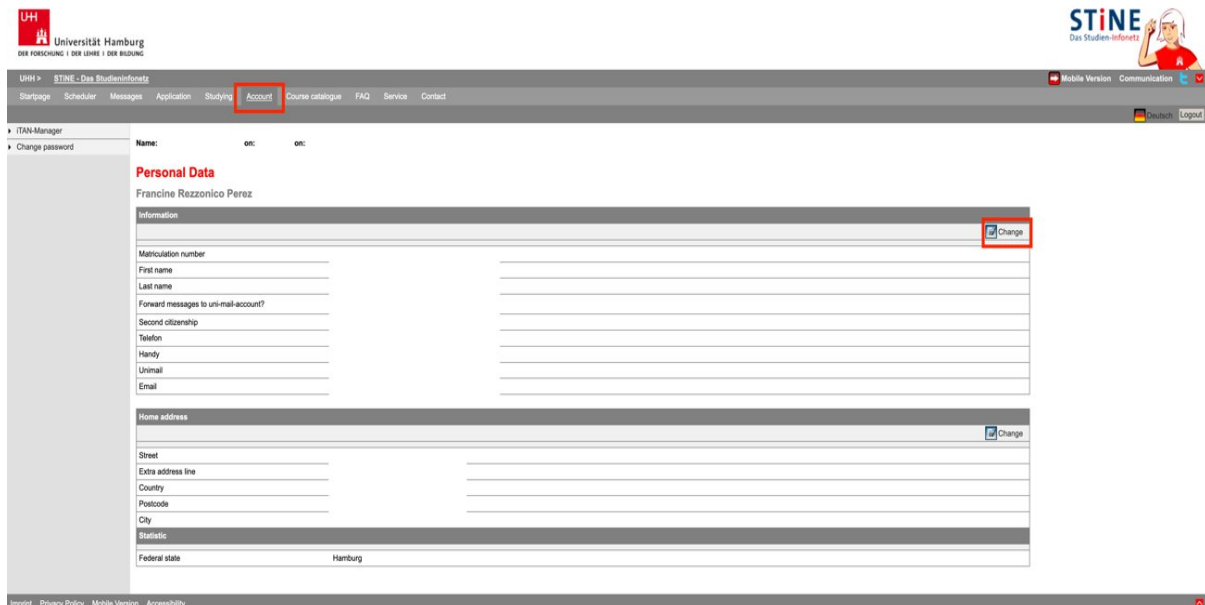 UHH
Universität Hamburg
DER FORSCHUNG | DER LEHRE | DER BILDUNG
STiNE
Das Studien-Infonetz
UHH > STiNE - Das Studieninfonetz
Mobile Version Communication
Startpage Scheduler Messages Application Studying Account Course catalogue FAQ Service Contact
Deutsch Logout
iTAN-Manager
Change password
Name: on: on:
Personal Data
Francine Rezzonico Perez
Information
Change
Matriculation number
First name
Last name
Forward messages to uni-mail-account?
Second citizenship
Telefon
Handy
Unimail
Email
Home address
Change
Street
Extra address line
Country
Postcode
City
Statistic
Federal state Hamburg
Imprint Privacy Policy Mobile Version Accessibility